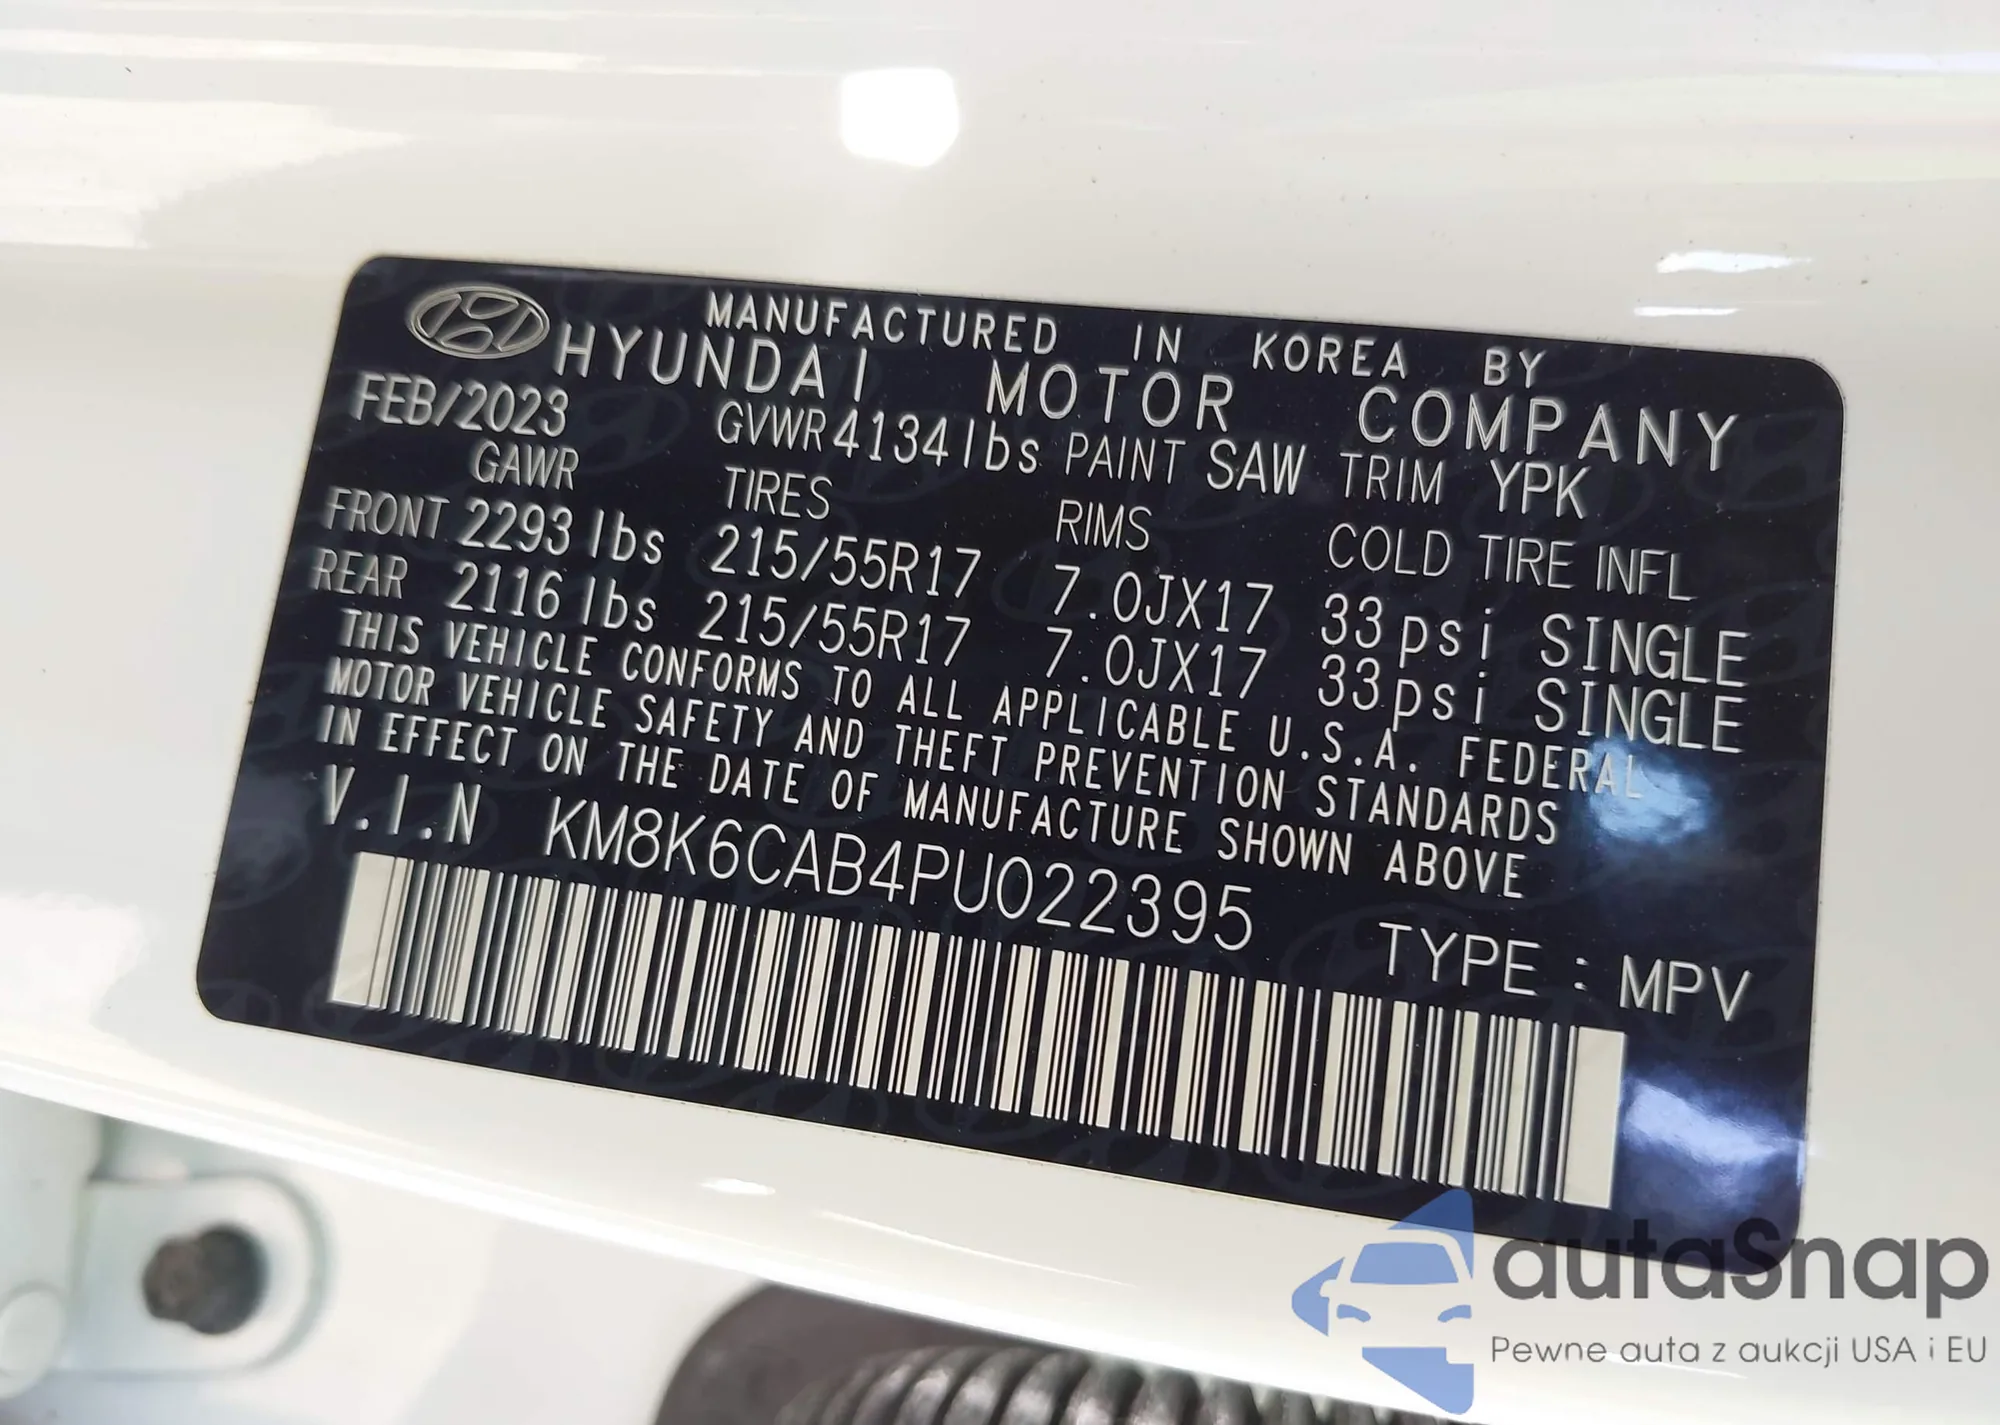 MANUFACTURED IN KOREA BY
HYUNDAI MOTOR COMPANY
FEB/2023 GVWR 4134lbs PAINT SAW TRIM YPK
GAWR TIRES RIMS COLD TIRE INFL
FRONT 2293 lbs 215/55R17 7.0JX17 33psi SINGLE
REAR 2116 lbs 215/55R17 7.0JX17 33psi SINGLE
THIS VEHICLE CONFORMS TO ALL APPLICABLE U.S.A. FEDERAL
MOTOR VEHICLE SAFETY AND THEFT PREVENTION STANDARDS
IN EFFECT ON THE DATE OF MANUFACTURE SHOWN ABOVE
V.I.N KM8K6CAB4PU022395 TYPE : MPV
autaSnap
Pewne auta z aukcji USA i EU